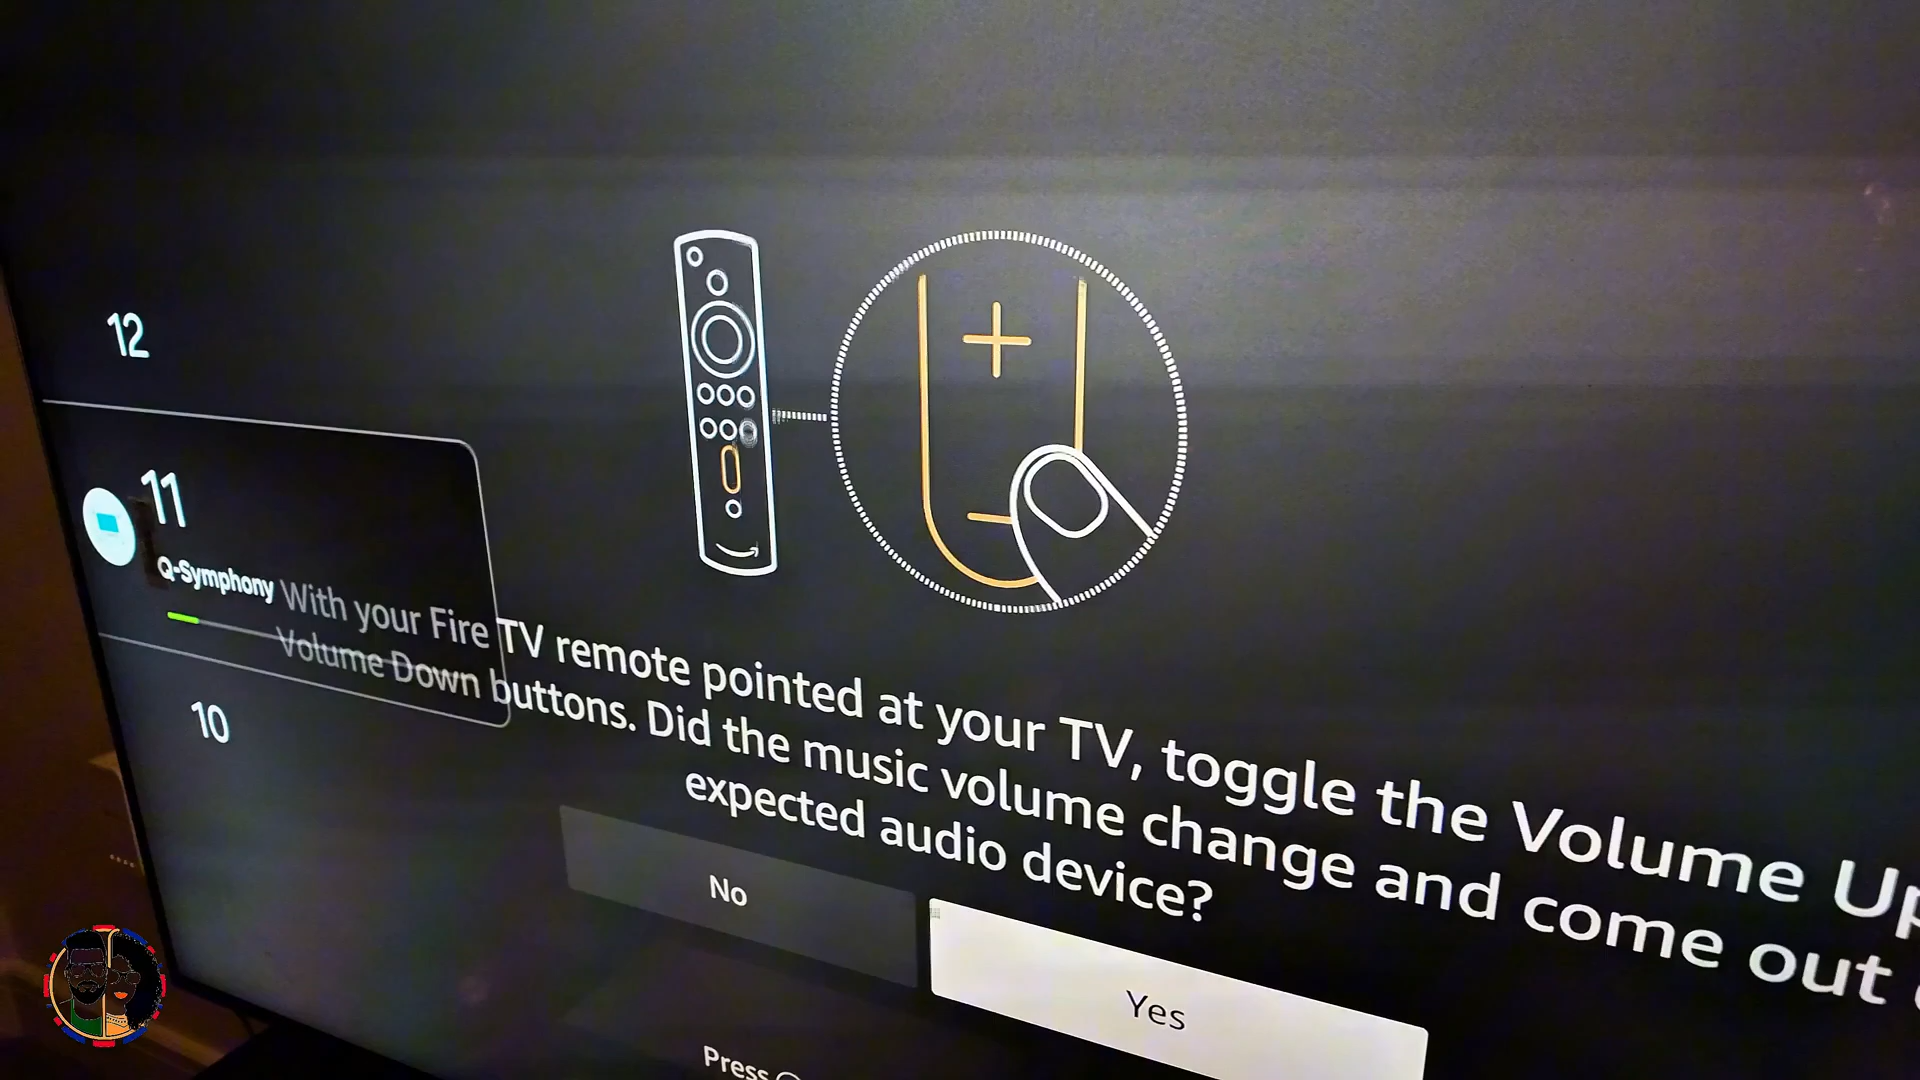 12
11
Q-Symphony
10
With your Fire TV remote pointed at your TV, toggle the Volume
Volume Down buttons. Did the music volume change and come out
expected audio device?
No
Yes
Press